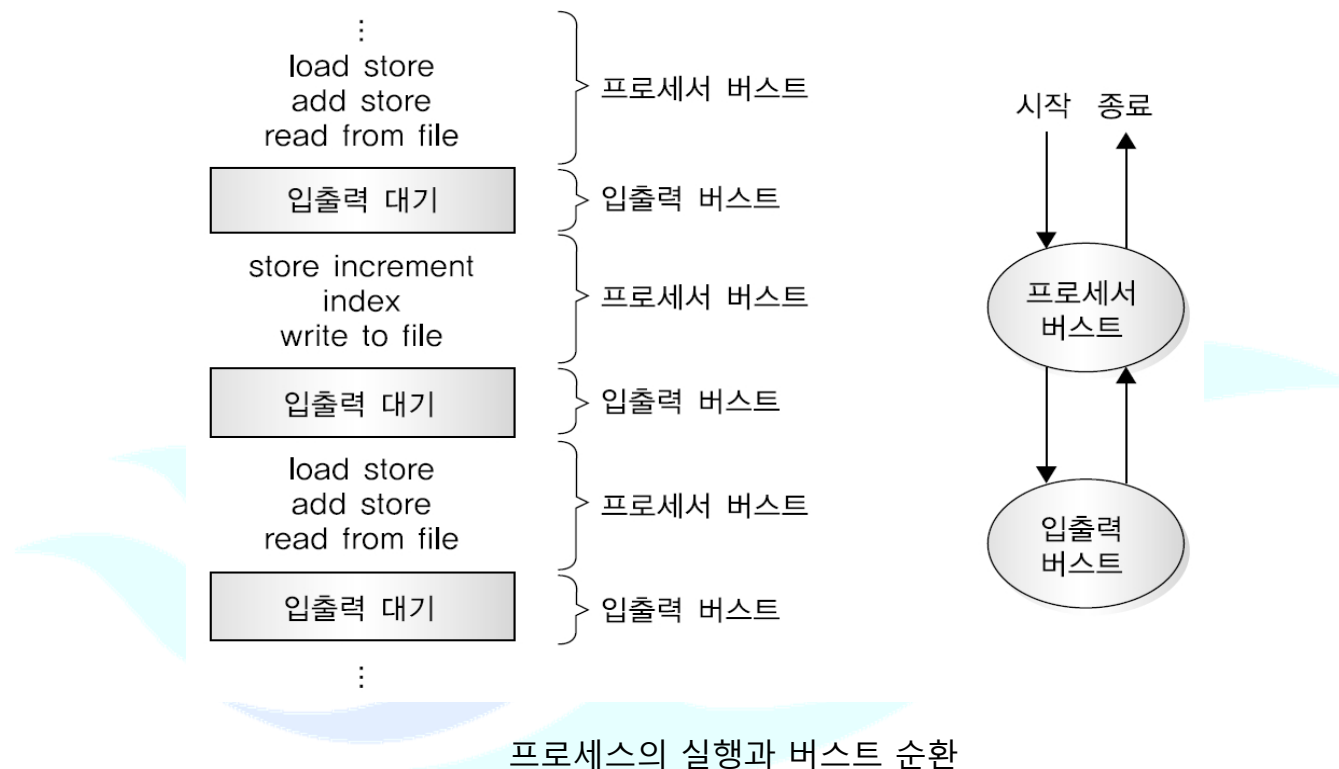 ⋮
load store
add store
read from file
프로세서 버스트
입출력 대기
입출력 버스트
store increment
index
write to file
프로세서 버스트
입출력 대기
입출력 버스트
load store
add store
read from file
프로세서 버스트
입출력 대기
입출력 버스트
⋮
시작 종료
프로세서
버스트
입출력
버스트
프로세스의 실행과 버스트 순환